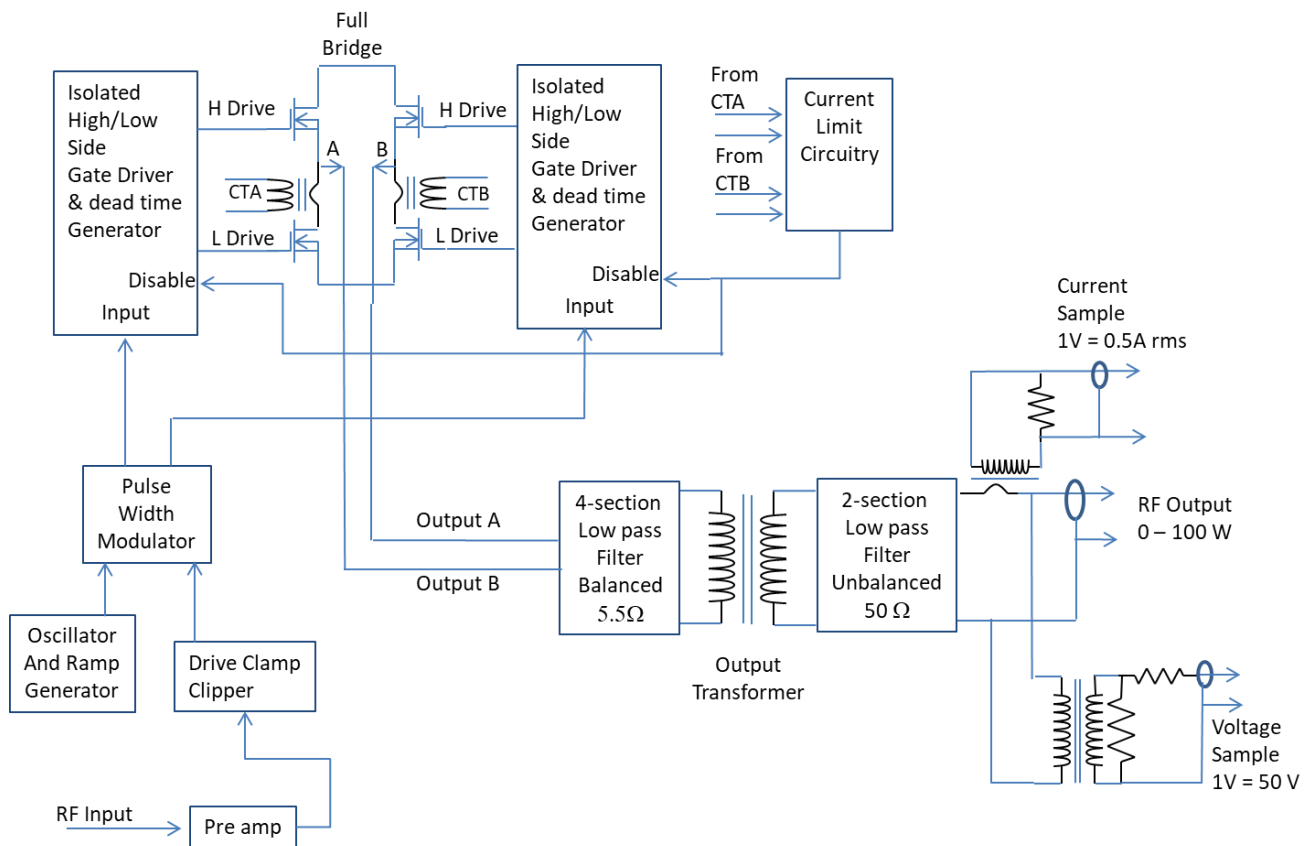 Full
Bridge
Isolated
High/Low
Side
Gate Driver
& dead time
Generator
Disable
Input
H Drive
H Drive
A
B
CTA
CTB
L Drive
L Drive
Isolated
High/Low
Side
Gate Driver
& dead time
Generator
Disable
Input
From
CTA
From
CTB
Current
Limit
Circuitry
Current
Sample
1V = 0.5A rms
Pulse
Width
Modulator
Output A
Output B
4-section
Low pass
Filter
Balanced
5.5Ω
Output
Transformer
2-section
Low pass
Filter
Unbalanced
50 Ω
RF Output
0 – 100 W
Oscillator
And Ramp
Generator
Drive Clamp
Clipper
Voltage
Sample
1V = 50 V
RF Input
Pre amp